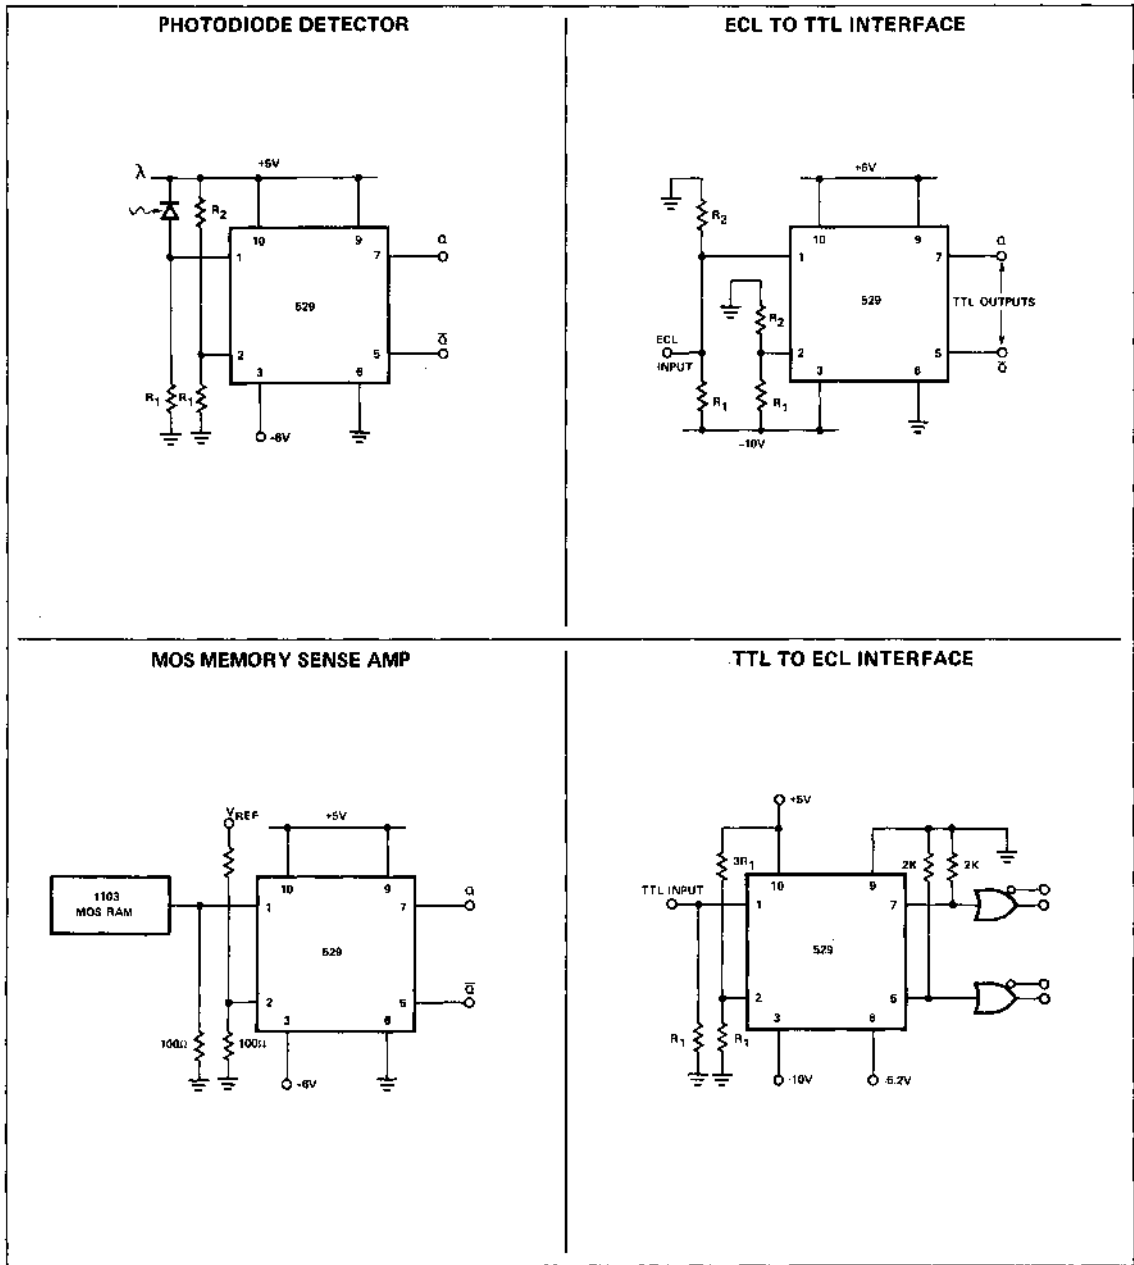 PHOTODIODE DETECTOR
λ
+5V
R2
10
9
1
7
Q
529
2
5
Q̅
3
6
R1
R1
-6V
ECL TO TTL INTERFACE
+5V
R2
10
9
Q
1
7
529
TTL OUTPUTS
R2
ECL
INPUT
2
5
3
6
Q̅
R1
R1
-10V
MOS MEMORY SENSE AMP
VREF
+5V
10
9
1103
MOS RAM
1
7
Q
529
2
5
Q̅
3
6
100Ω
100Ω
-6V
TTL TO ECL INTERFACE
+5V
3R1
2K
2K
10
9
TTL INPUT
1
7
529
2
5
3
6
R1
R1
-10V
-5.2V